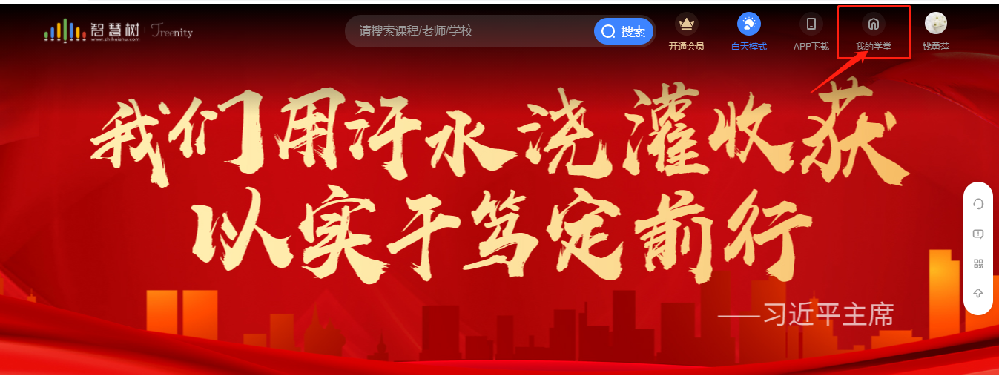 智慧树
www.zhihuishu.com
Treenity
请搜索课程/老师/学校
搜索
开通会员
白天模式
APP下载
我的学堂
钱勇萍
我们用汗水浇灌收获
以实干笃定前行
——习近平主席